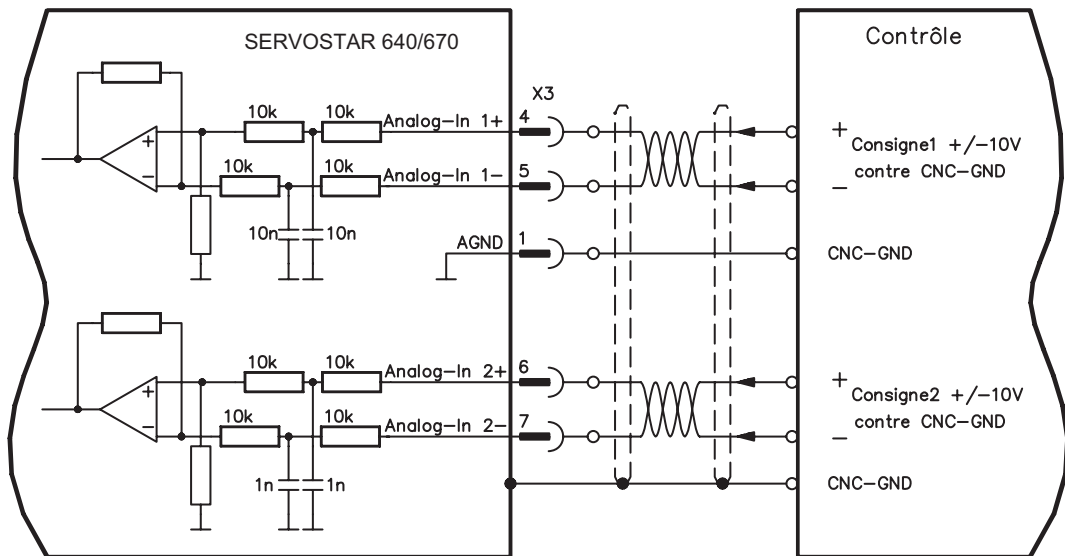 SERVOSTAR 640/670
Contrôle
X3
10k
10k
Analog-In 1+
4
+
+
Consigne1 +/-10V
−
10k
10k
Analog-In 1-
5
−
contre CNC-GND
10n
10n
AGND
1
CNC-GND
10k
10k
Analog-In 2+
6
+
+
Consigne2 +/-10V
−
10k
10k
Analog-In 2-
7
−
contre CNC-GND
1n
1n
CNC-GND